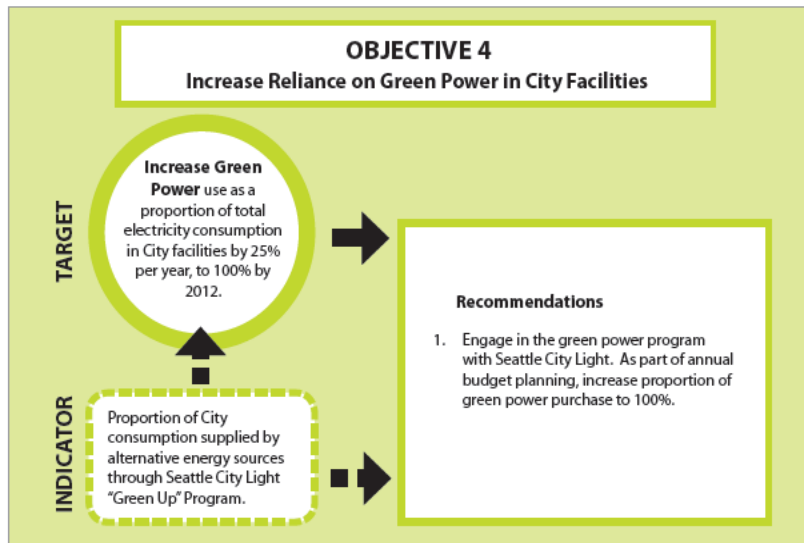 OBJECTIVE 4
Increase Reliance on Green Power in City Facilities
TARGET
Increase Green
Power use as a
proportion of total
electricity consumption
in City facilities by 25%
per year, to 100% by
2012.
INDICATOR
Proportion of City
consumption supplied by
alternative energy sources
through Seattle City Light
“Green Up” Program.
Recommendations
1. Engage in the green power program
with Seattle City Light. As part of annual
budget planning, increase proportion of
green power purchase to 100%.